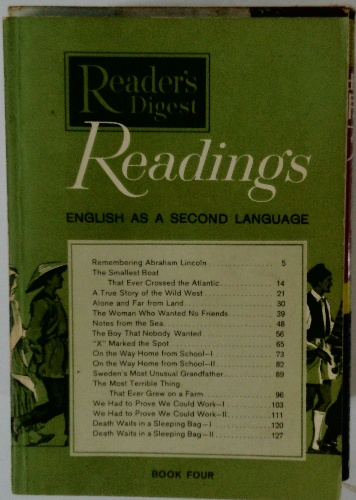 Reader's
Digest
Readings
ENGLISH AS A SECOND LANGUAGE
Remembering Abraham Lincoln 5
The Smallest Boat
That Ever Crossed the Atlantic 14
A True Story of the Wild West 21
Alone and Far from Land 30
The Woman Who Wanted No Friends 39
Notes from the Sea 48
The Boy That Nobody Wanted 56
"X" Marked the Spot 65
On the Way Home from School—I 73
On the Way Home from School—II 82
Sweden's Most Unusual Grandfather 89
The Most Terrible Thing
That Ever Grew on a Farm 96
We Had to Prove We Could Work—I 103
We Had to Prove We Could Work—II 111
Death Waits in a Sleeping Bag—I 120
Death Waits in a Sleeping Bag—II 127
BOOK FOUR